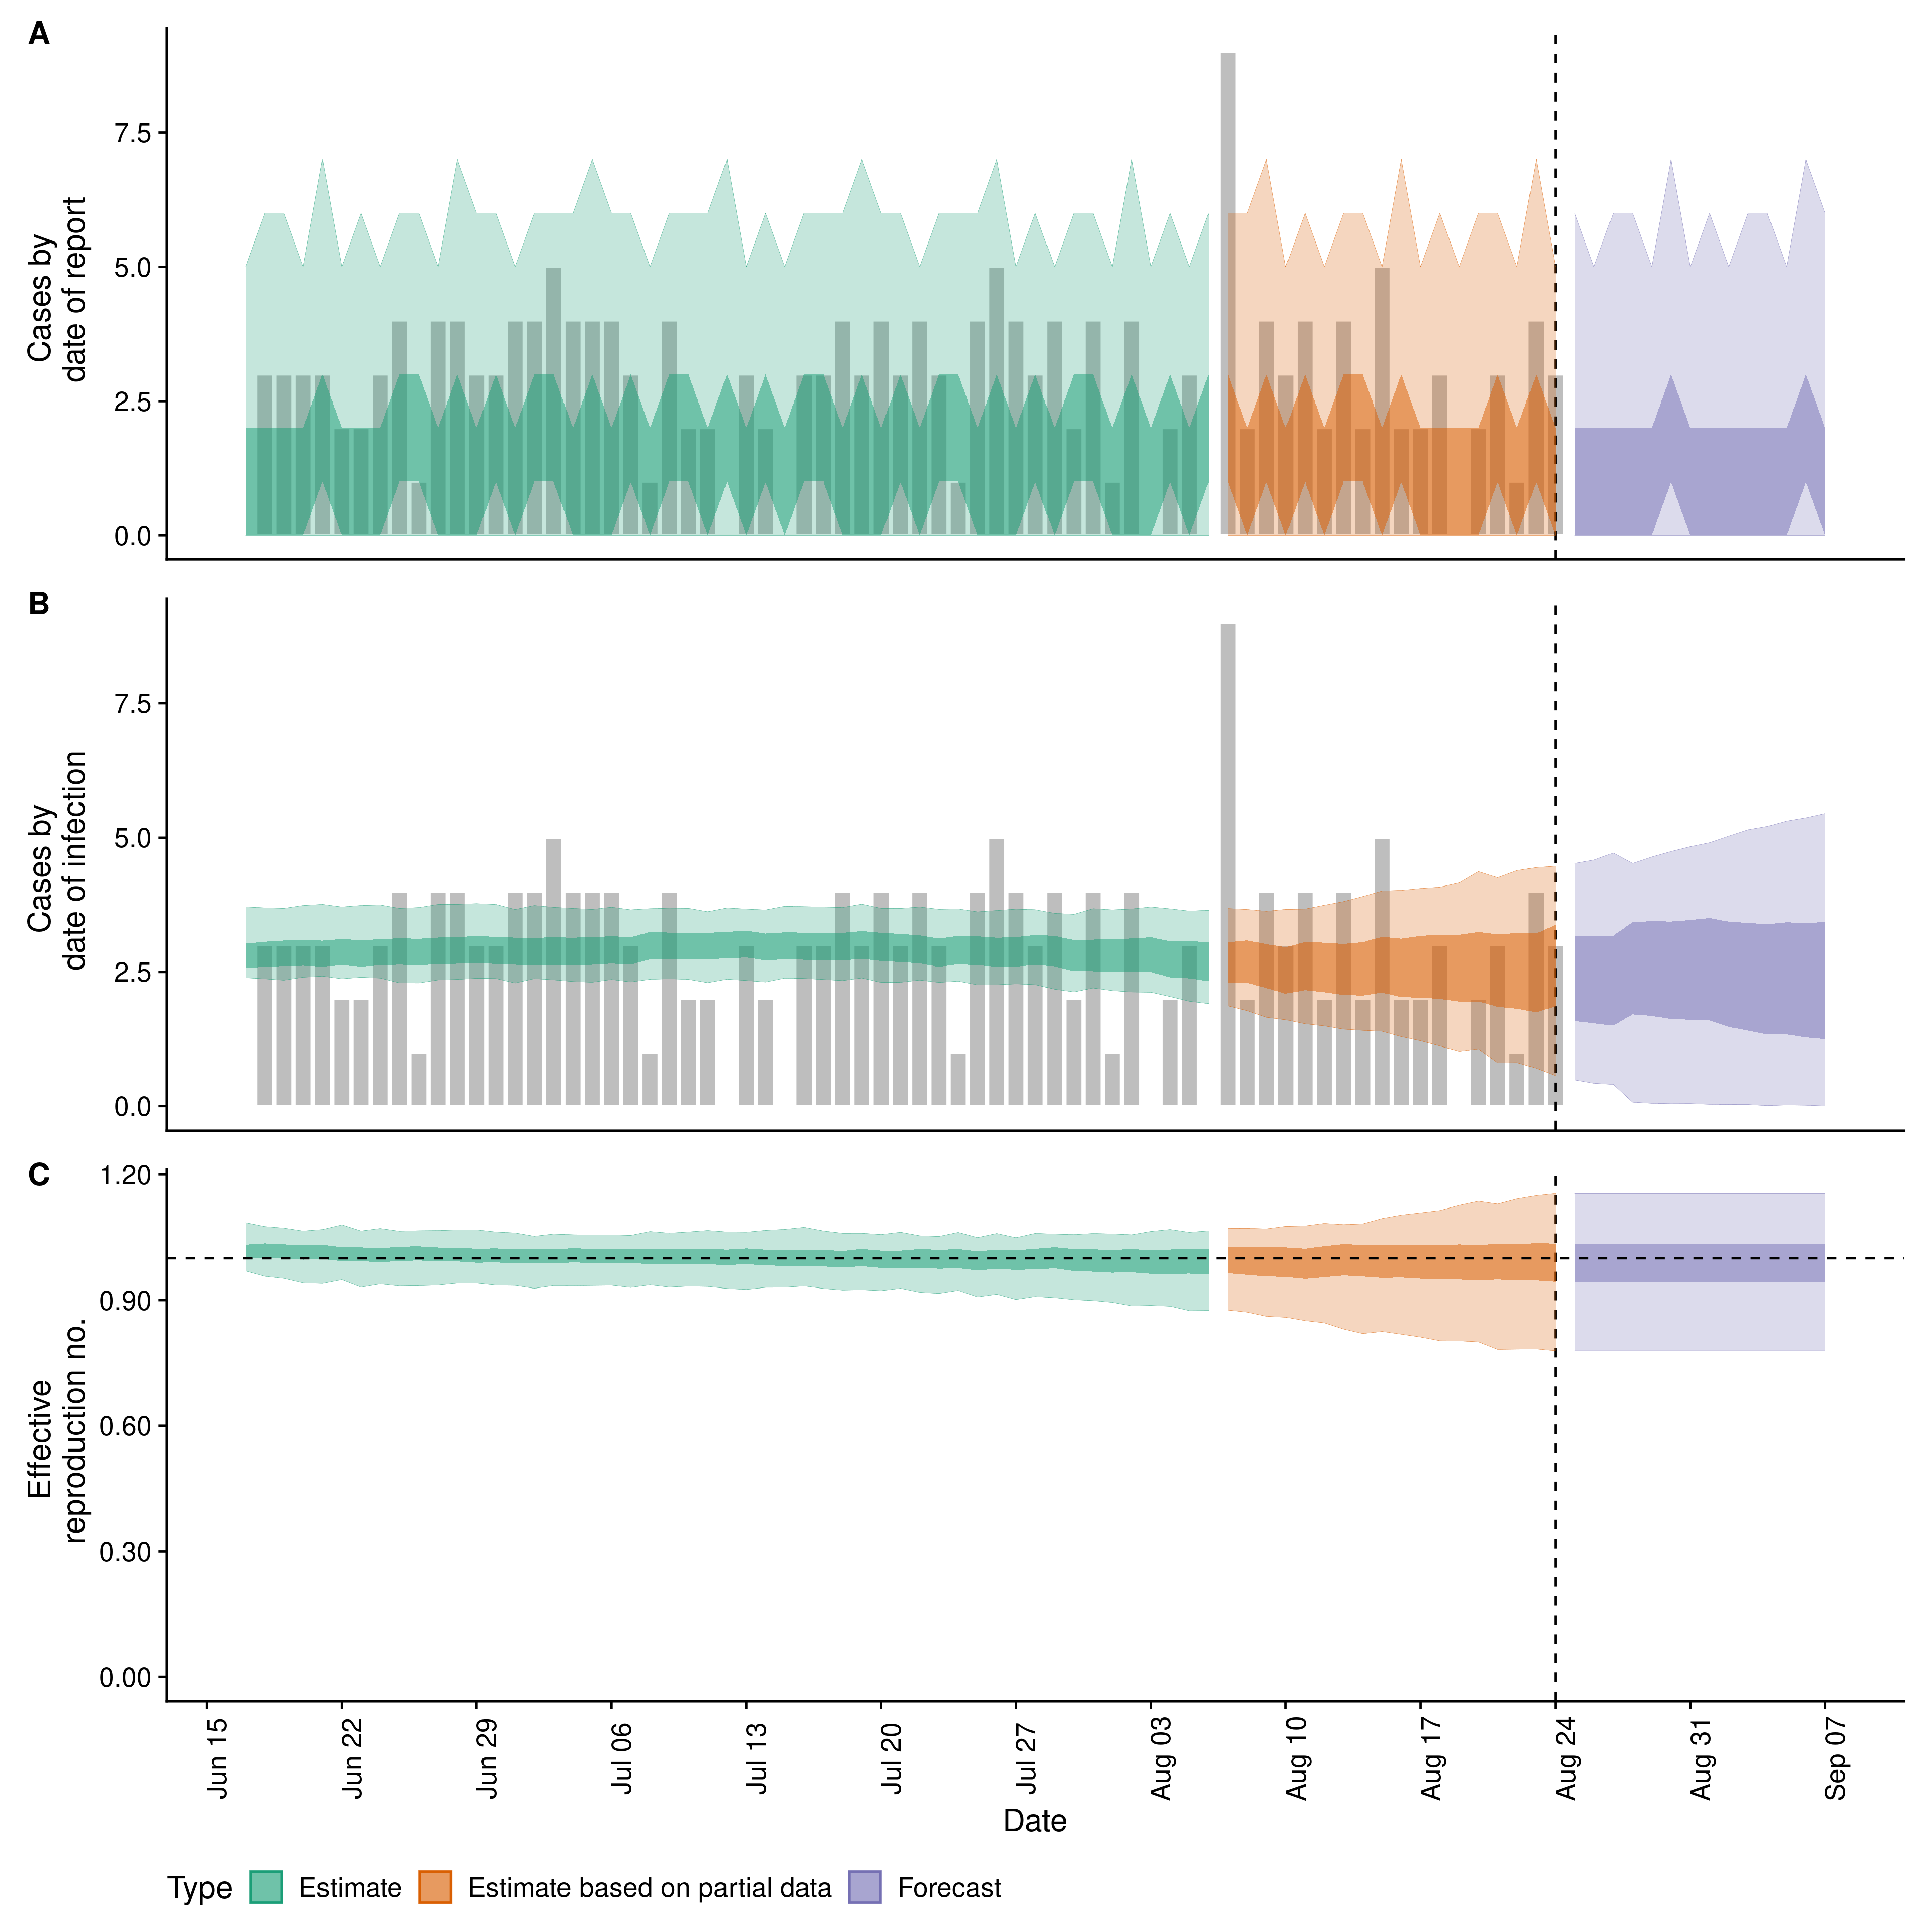 A
Cases by
date of report
7.5
5.0
2.5
0.0
B
Cases by
date of infection
7.5
5.0
2.5
0.0
C
Effective
reproduction no.
1.20
0.90
0.60
0.30
0.00
Jun 15
Jun 22
Jun 29
Jul 06
Jul 13
Jul 20
Jul 27
Aug 03
Aug 10
Aug 17
Aug 24
Aug 31
Sep 07
Date
Type Estimate Estimate based on partial data Forecast